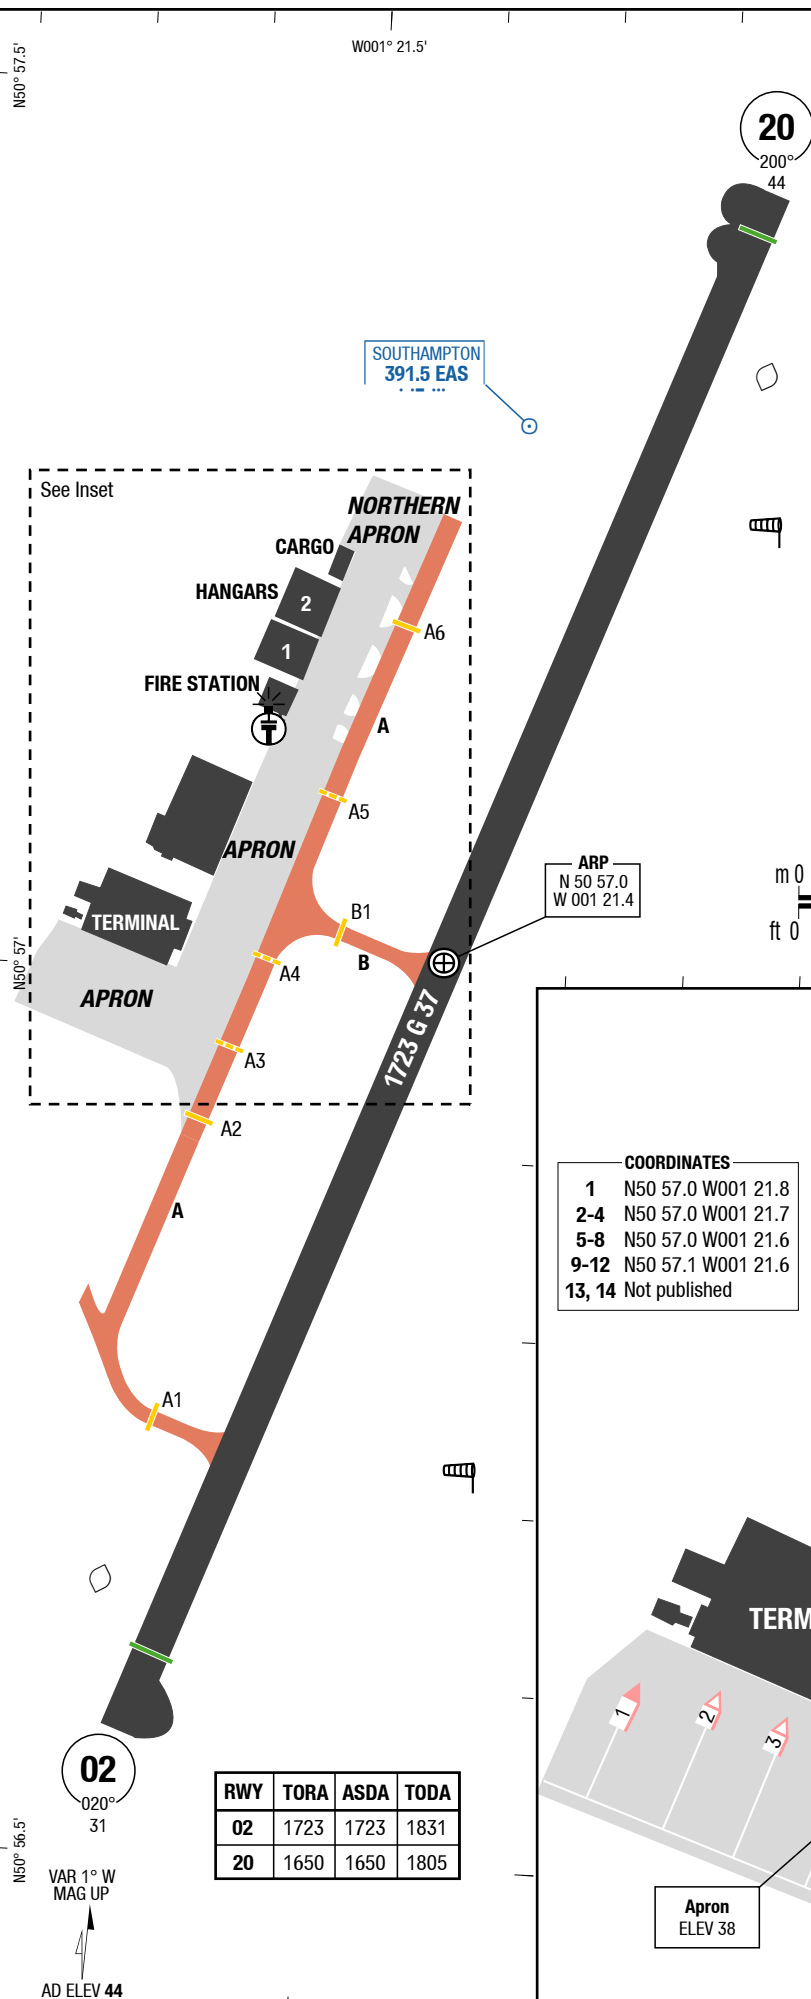 W001° 21.5'
N50° 57.5'
20
200°
44
SOUTHAMPTON
391.5 EAS
See Inset
NORTHERN
APRON
CARGO
HANGARS
2
1
A6
FIRE STATION
A
A5
APRON
ARP
N 50 57.0
W 001 21.4
m 0
ft 0
B1
TERMINAL
B
A4
N50° 57'
APRON
1723 G 37
A3
A2
COORDINATES
1 N50 57.0 W001 21.8
2-4 N50 57.0 W001 21.7
5-8 N50 57.0 W001 21.6
9-12 N50 57.1 W001 21.6
13, 14 Not published
A
A1
TERM
1
2
3
02
020°
31
RWY TORA ASDA TODA
02 1723 1723 1831
20 1650 1650 1805
N50° 56.5'
VAR 1° W
MAG UP
Apron
ELEV 38
AD ELEV 44